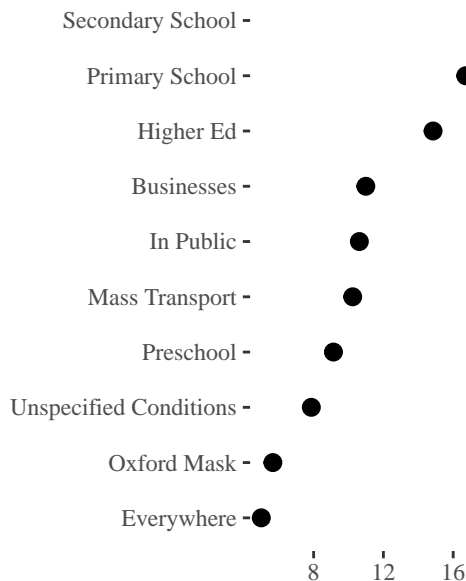 Secondary School
Primary School
Higher Ed
Businesses
In Public
Mass Transport
Preschool
Unspecified Conditions
Oxford Mask
Everywhere
8 12 16